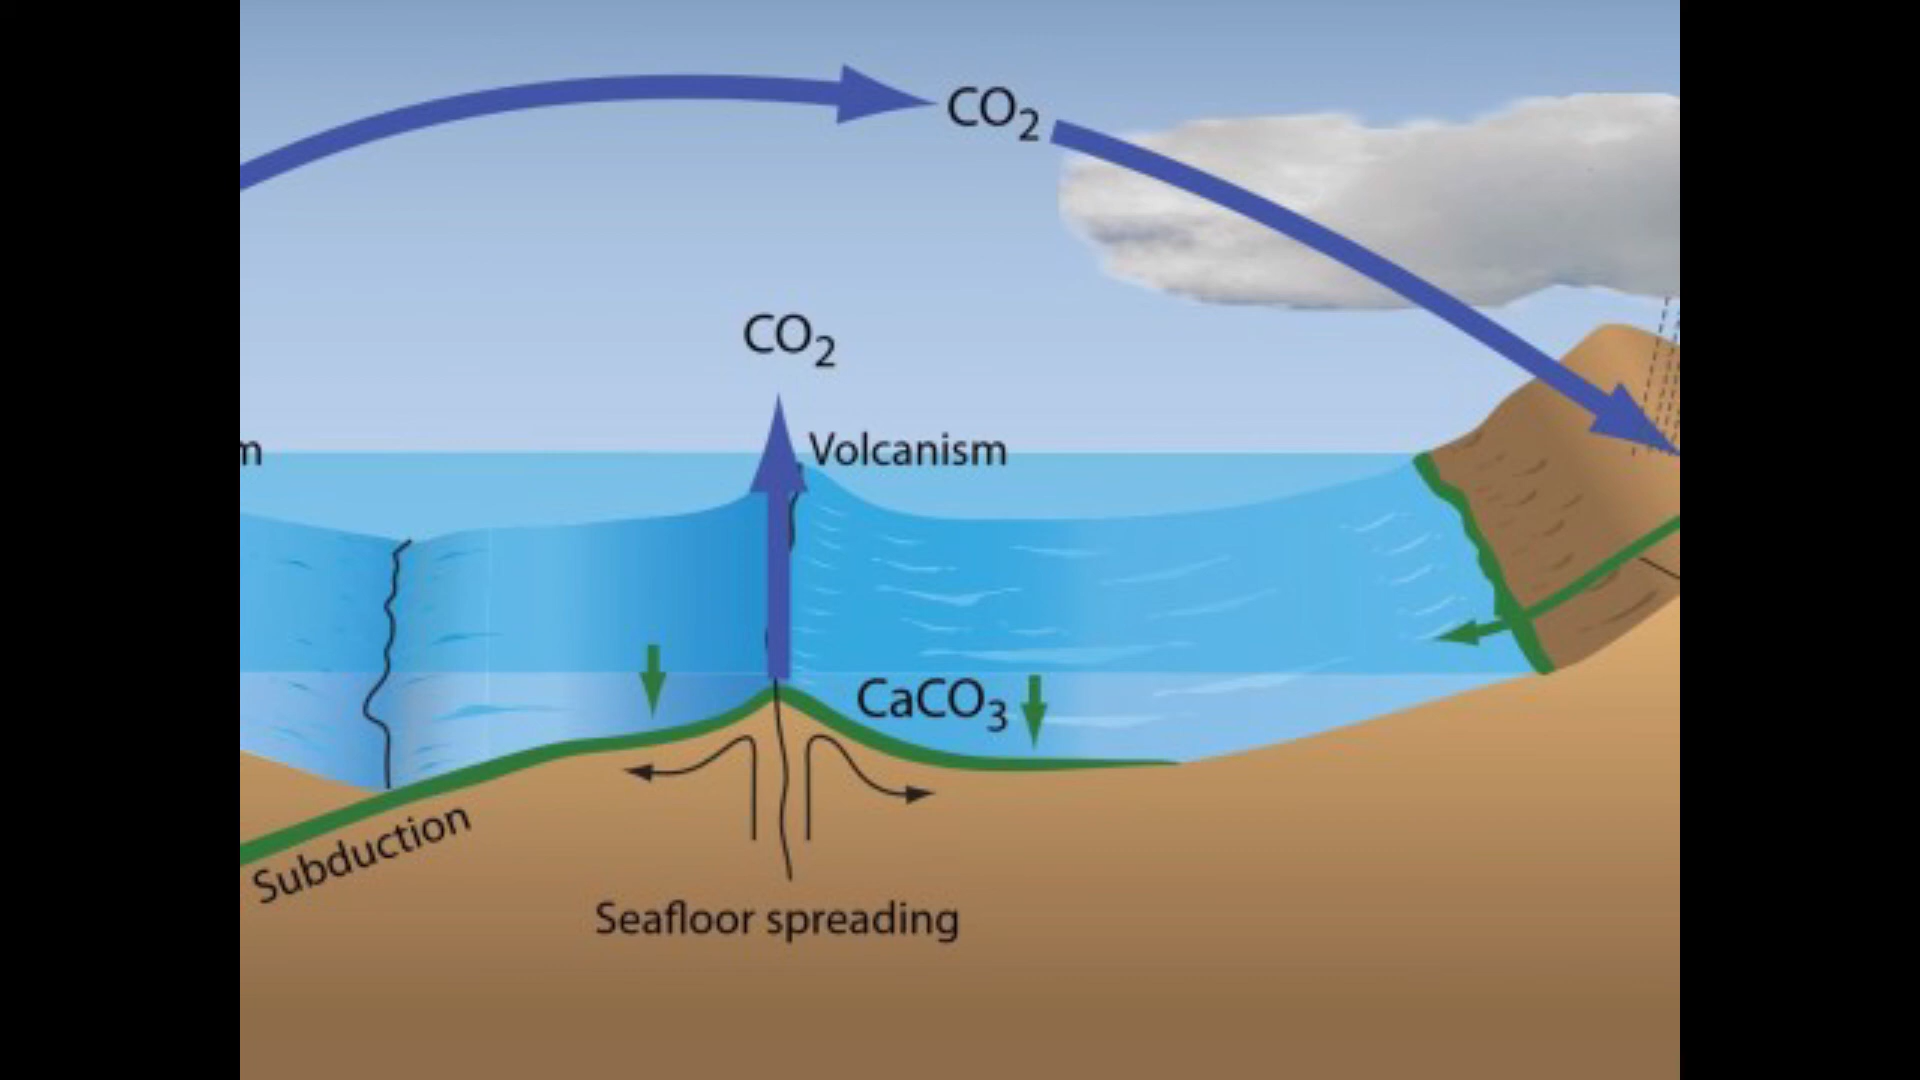 CO₂
CO₂
m
Volcanism
CaCO₃
Subduction
Seafloor spreading